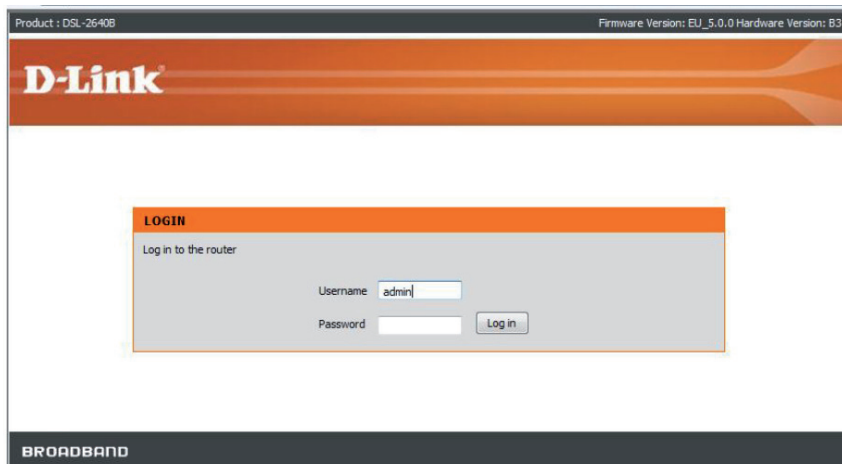 Product : DSL-2640B Firmware Version: EU_5.0.0 Hardware Version: B3
D-Link
LOGIN
Log in to the router
Username admin
Password Log in
BROADBAND